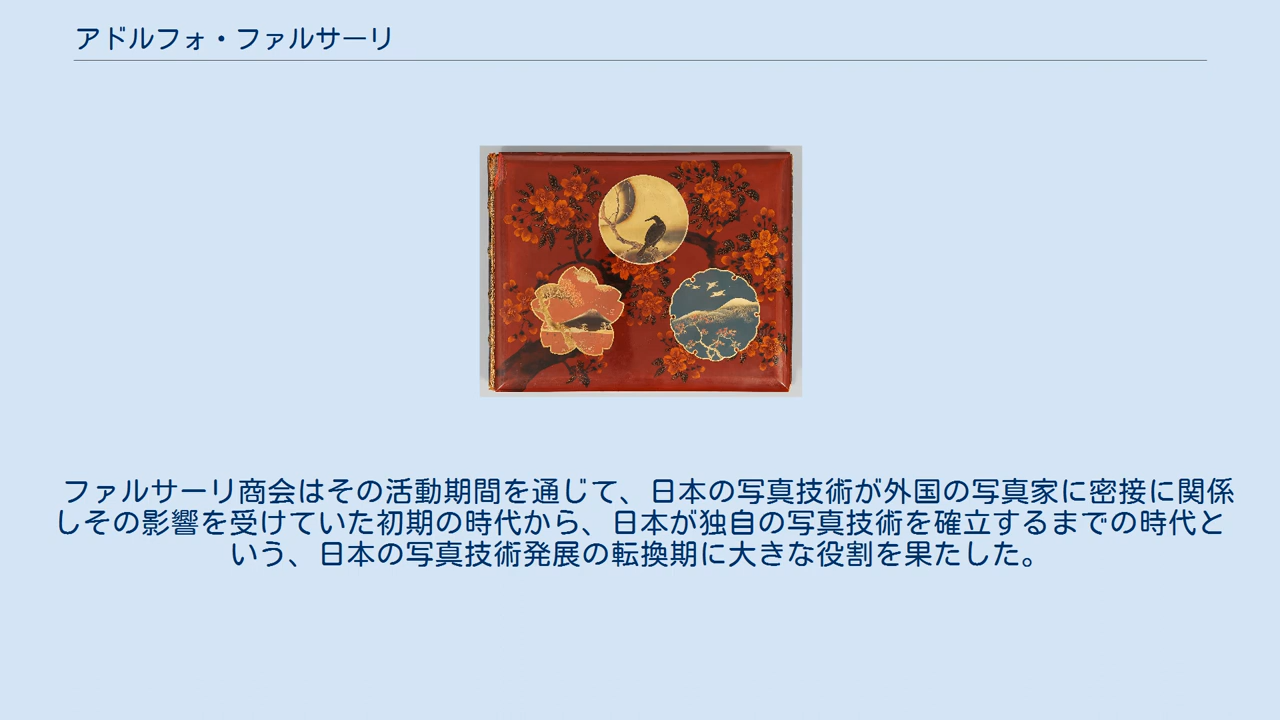 アドルフォ・ファルサーリ
ファルサーリ商会はその活動期間を通じて、日本の写真技術が外国の写真家に密接に関係
しその影響を受けていた初期の時代から、日本が独自の写真技術を確立するまでの時代と
いう、日本の写真技術発展の転換期に大きな役割を果たした。